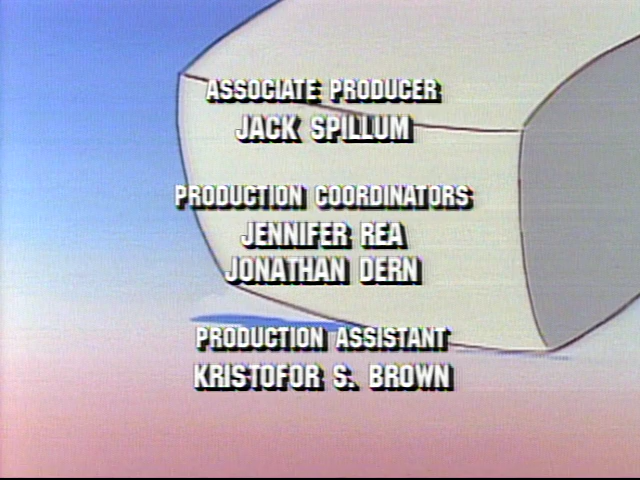 ASSOCIATE PRODUCER
JACK SPILLUM
PRODUCTION COORDINATORS
JENNIFER REA
JONATHAN DERN
PRODUCTION ASSISTANT
KRISTOFOR S. BROWN